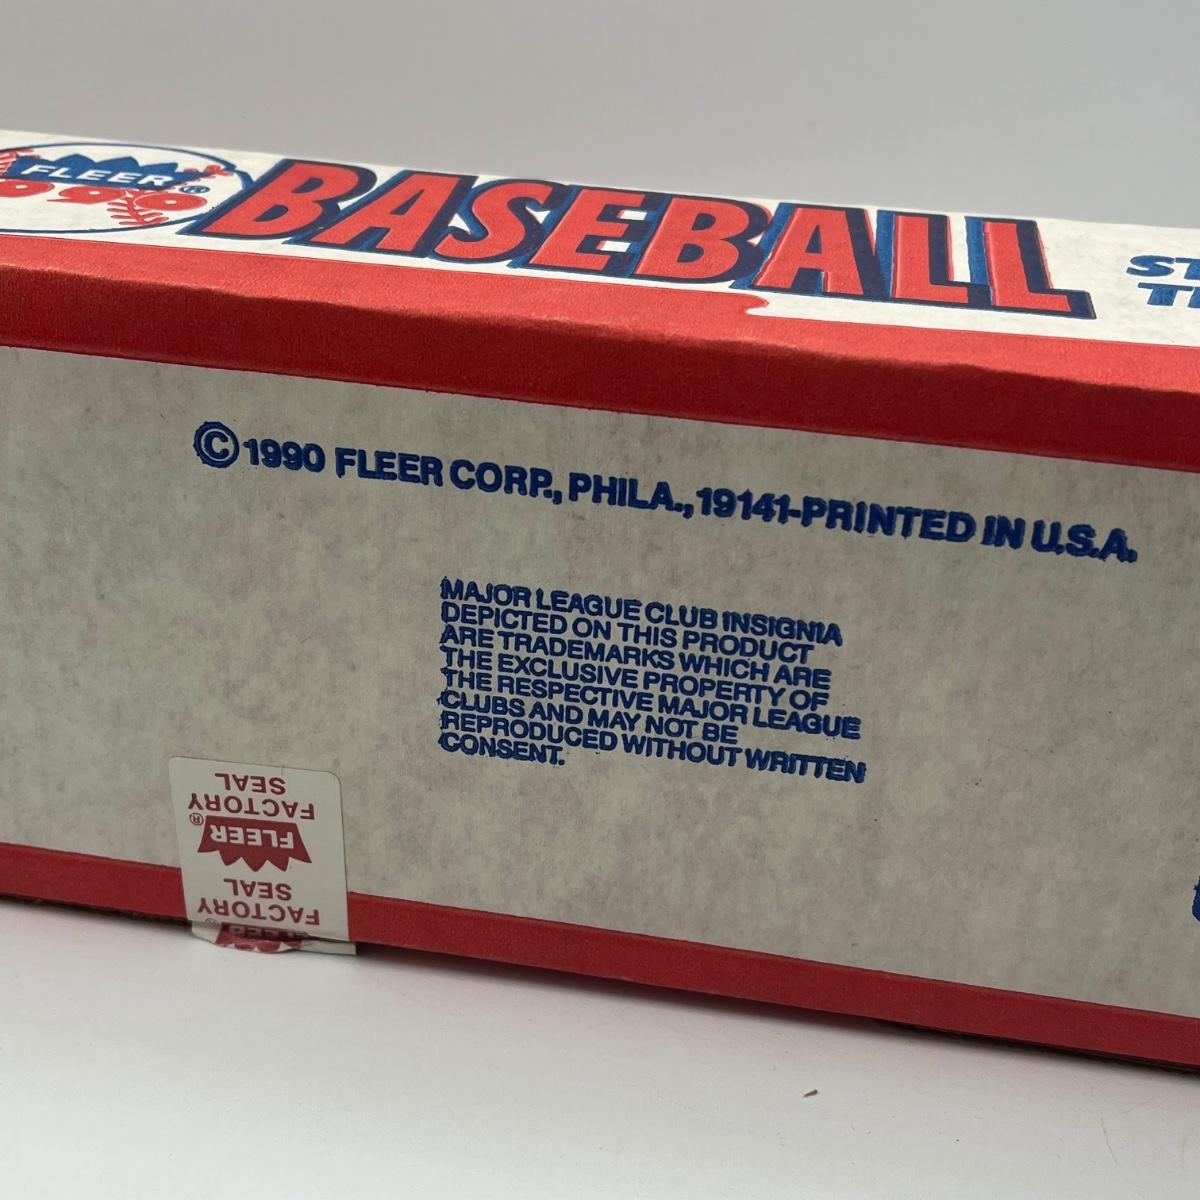 FLEER®
1990
BASEBALL
© 1990 FLEER CORP., PHILA., 19141-PRINTED IN U.S.A.
MAJOR LEAGUE CLUB INSIGNIA
DEPICTED ON THIS PRODUCT
ARE TRADEMARKS WHICH ARE
THE EXCLUSIVE PROPERTY OF
THE RESPECTIVE MAJOR LEAGUE
CLUBS AND MAY NOT BE
REPRODUCED WITHOUT WRITTEN
CONSENT.
FLEER
FACTORY
SEAL
FLEER®
FACTORY
SEAL